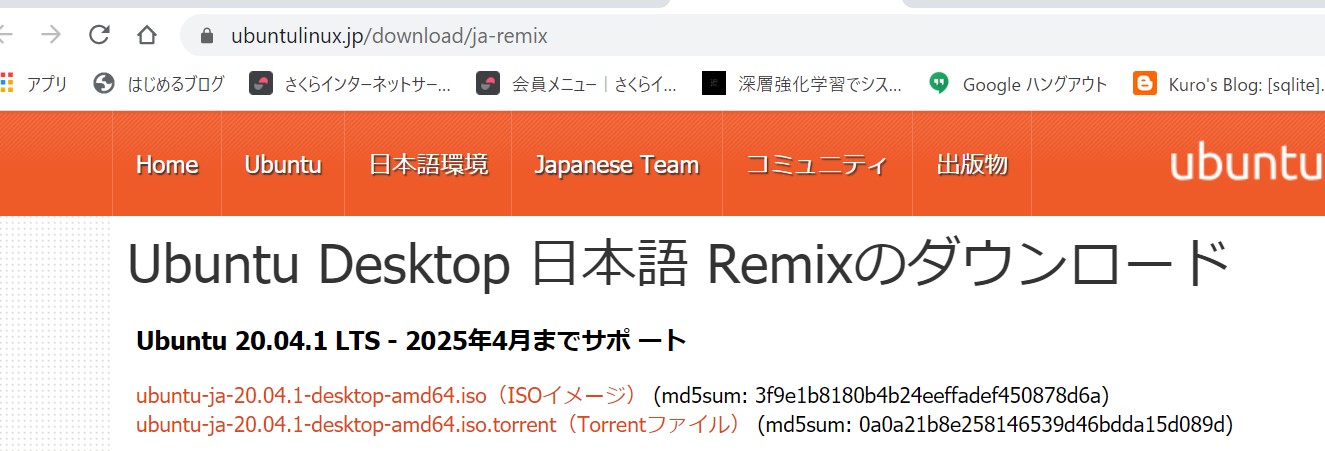 ubuntulinux.jp/download/ja-remix
アプリ はじめるブログ さくらインターネットサー... 会員メニュー｜さくらイ... 深層強化学習でシス... Google ハングアウト Kuro's Blog: [sqlite].
Home Ubuntu 日本語環境 Japanese Team コミュニティ 出版物 ubuntu
Ubuntu Desktop 日本語 Remixのダウンロード
Ubuntu 20.04.1 LTS - 2025年4月までサポート
ubuntu-ja-20.04.1-desktop-amd64.iso（ISOイメージ） (md5sum: 3f9e1b8180b4b24eeffadef450878d6a)
ubuntu-ja-20.04.1-desktop-amd64.iso.torrent（Torrentファイル） (md5sum: 0a0a21b8e258146539d46bdda15d089d)